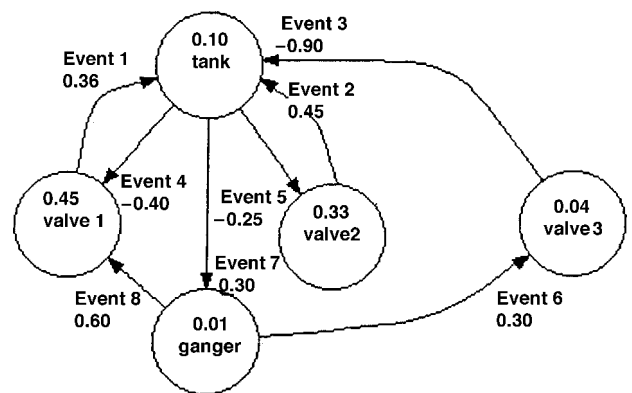 0.10
tank
Event 3
−0.90
Event 1
0.36
Event 2
0.45
0.45
valve 1
Event 4
−0.40
Event 5
−0.25
0.33
valve2
0.04
valve3
Event 7
0.30
Event 8
0.60
0.01
ganger
Event 6
0.30